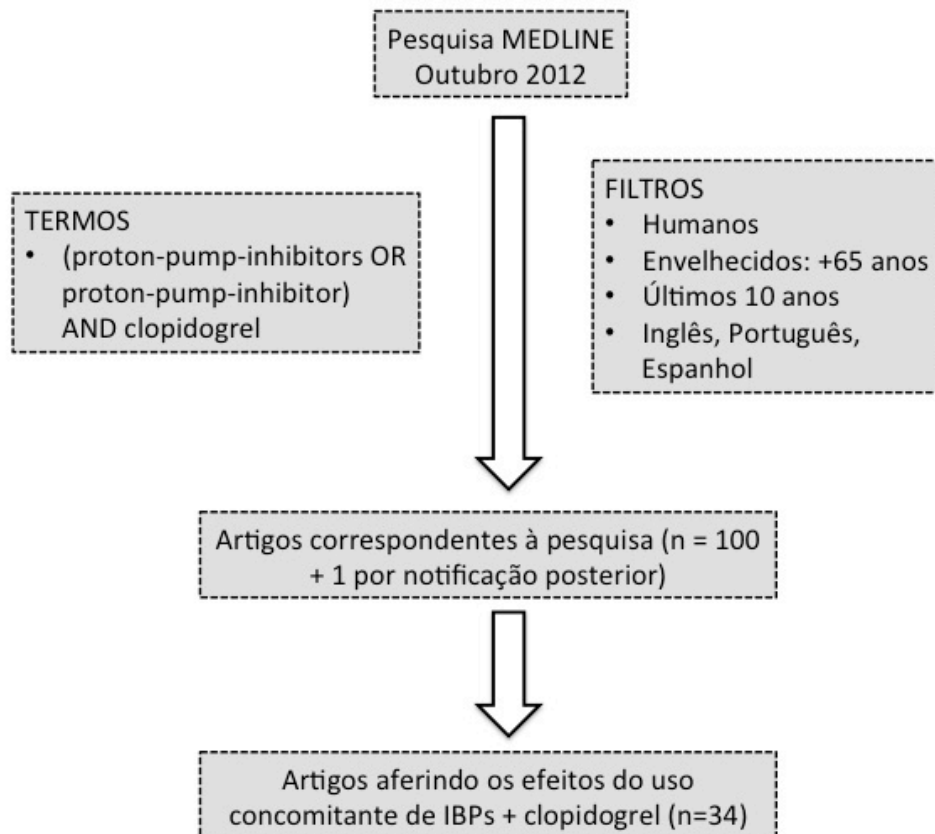 Pesquisa MEDLINE
Outubro 2012
TERMOS
• (proton-pump-inhibitors OR
proton-pump-inhibitor)
AND clopidogrel
FILTROS
• Humanos
• Envelhecidos: +65 anos
• Últimos 10 anos
• Inglês, Português,
Espanhol
Artigos correspondentes à pesquisa (n = 100
+ 1 por notificação posterior)
Artigos aferindo os efeitos do uso
concomitante de IBPs + clopidogrel (n=34)